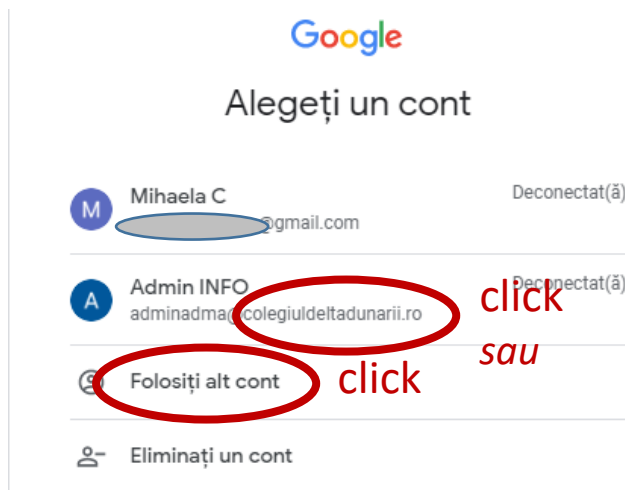 Google
Alegeți un cont
M
Mihaela C
Deconectat(ă)
@gmail.com
A
Admin INFO
Deconectat(ă)
adminadma@colegiuldeltadunarii.ro
click
sau
Folosiți alt cont
click
Eliminați un cont